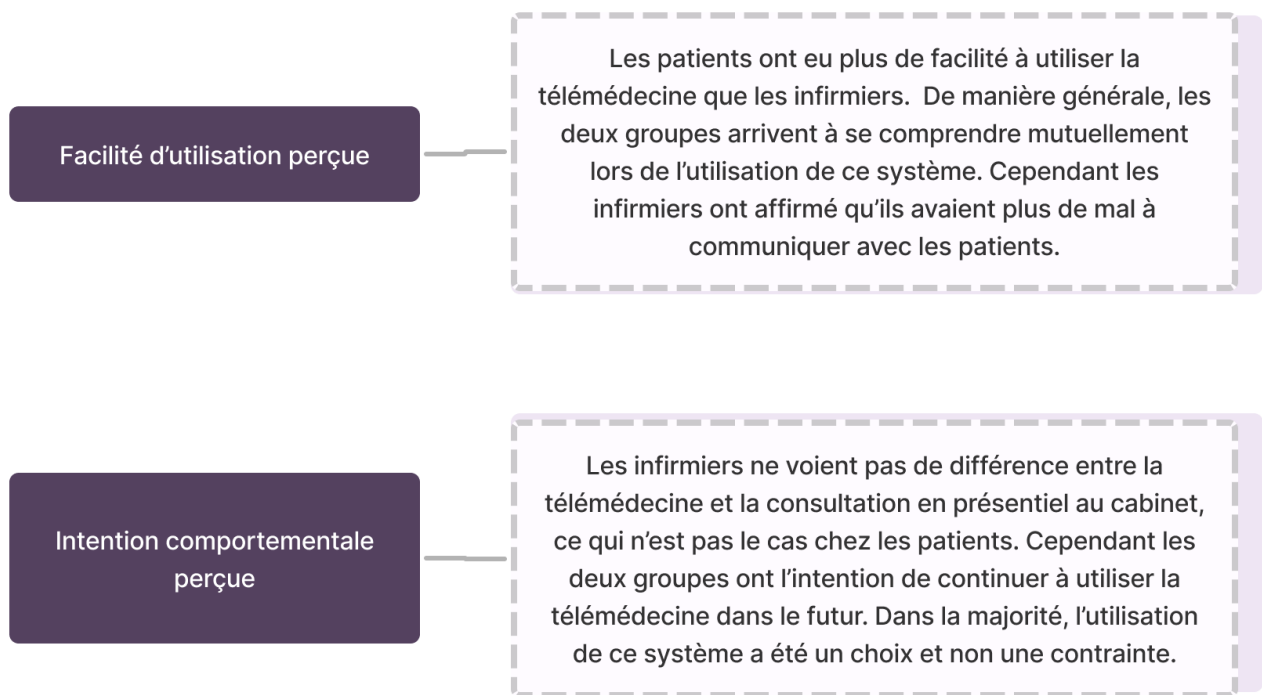 Facilité d’utilisation perçue
Les patients ont eu plus de facilité à utiliser la
télémédecine que les infirmiers.  De manière générale, les
deux groupes arrivent à se comprendre mutuellement
lors de l’utilisation de ce système. Cependant les
infirmiers ont affirmé qu’ils avaient plus de mal à
communiquer avec les patients.
Intention comportementale
perçue
Les infirmiers ne voient pas de différence entre la
télémédecine et la consultation en présentiel au cabinet,
ce qui n’est pas le cas chez les patients. Cependant les
deux groupes ont l’intention de continuer à utiliser la
télémédecine dans le futur. Dans la majorité, l’utilisation
de ce système a été un choix et non une contrainte.